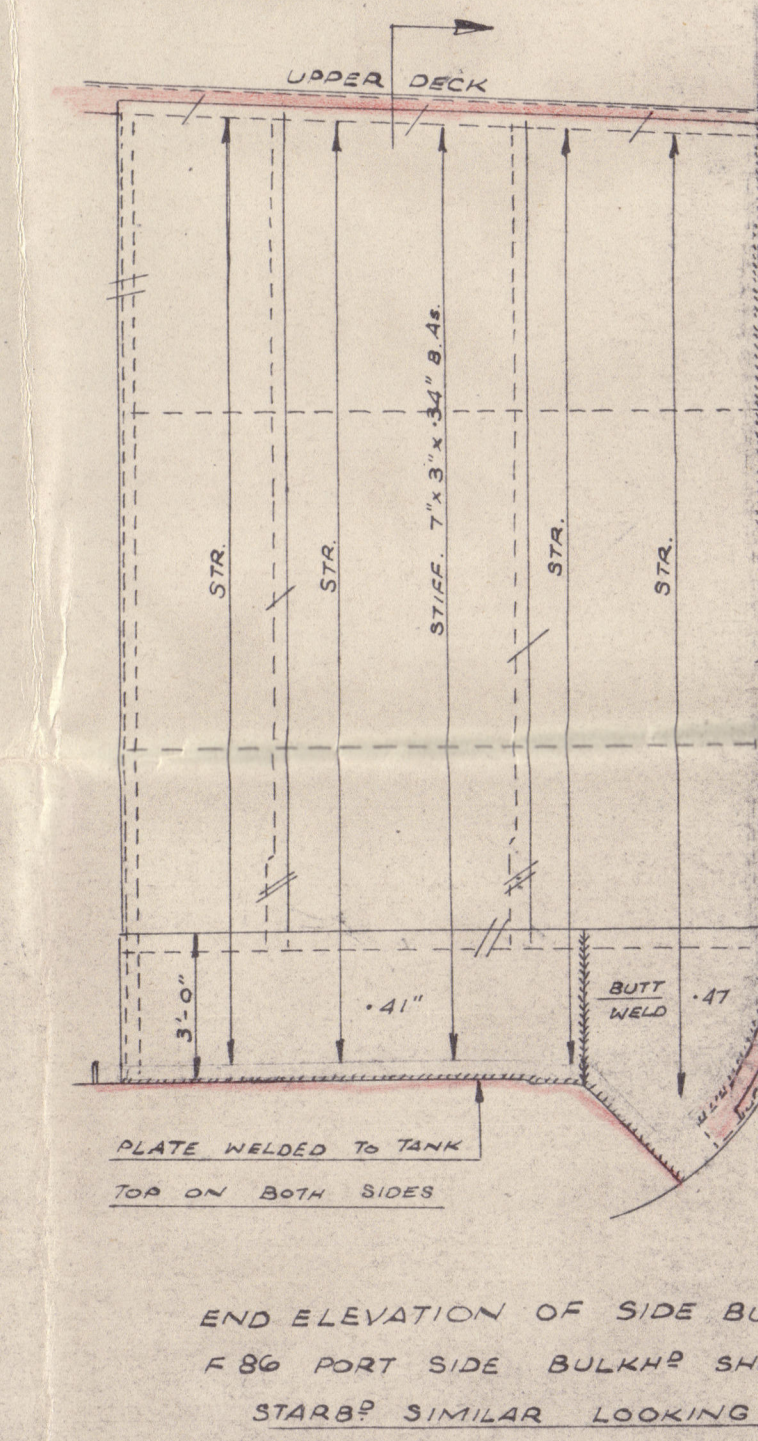 UPPER DECK
STR.
STR.
STIFF. 7" x 3" x .34" B.As.
STR.
STR.
3'-0"
.41"
BUTT
WELD
.47
PLATE WELDED To TANK
TOP ON BOTH SIDES
END ELEVATION OF SIDE BU
F 86 PORT SIDE BULKHD SH
STARBD SIMILAR LOOKING